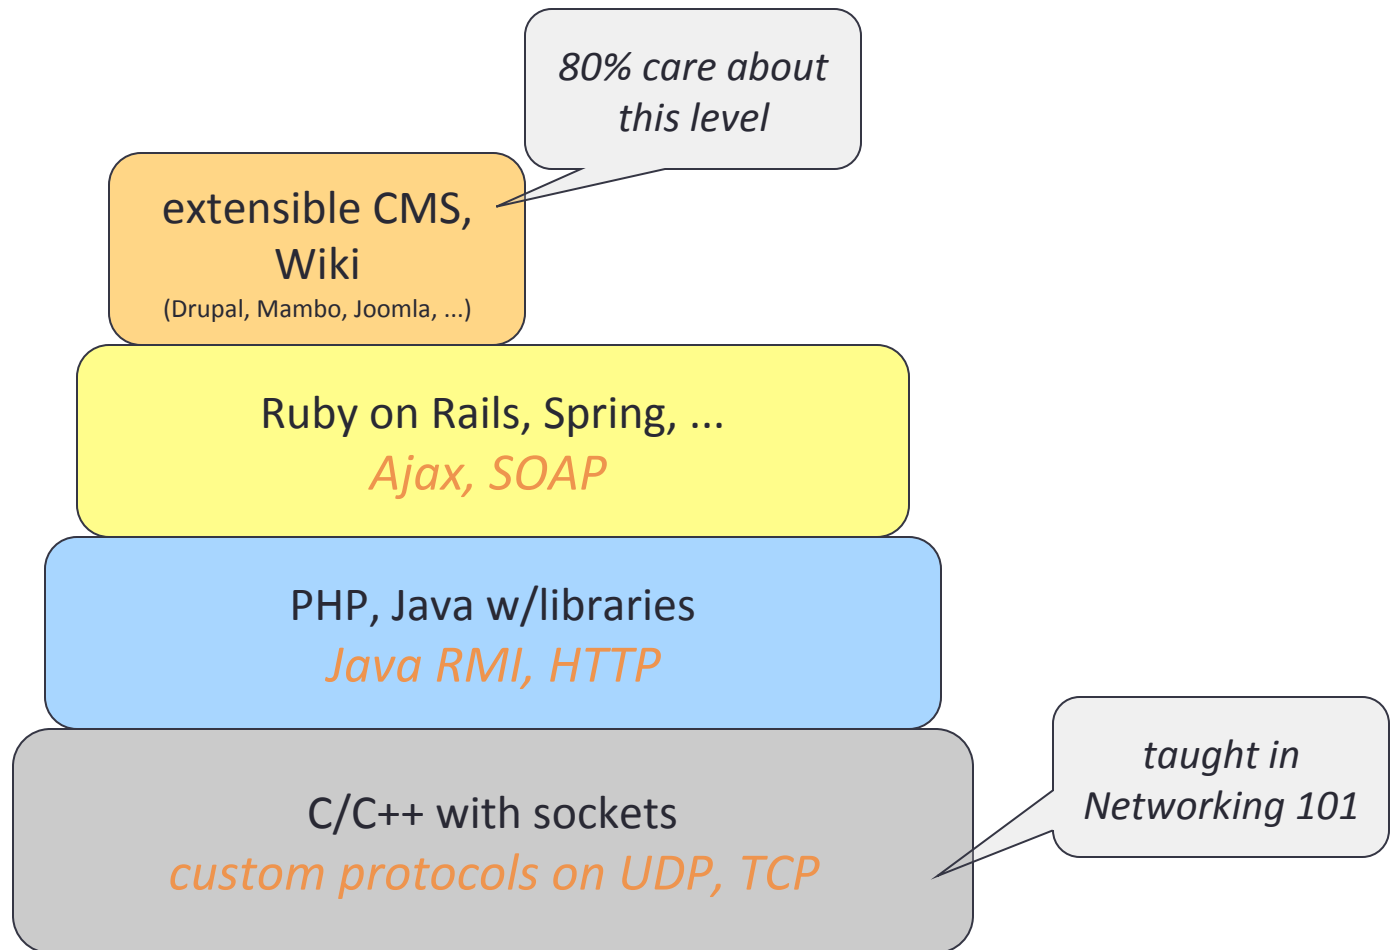 80% care about
this level
extensible CMS,
Wiki
(Drupal, Mambo, Joomla, ...)
Ruby on Rails, Spring, ...
Ajax, SOAP
PHP, Java w/libraries
Java RMI, HTTP
taught in
Networking 101
C/C++ with sockets
custom protocols on UDP, TCP